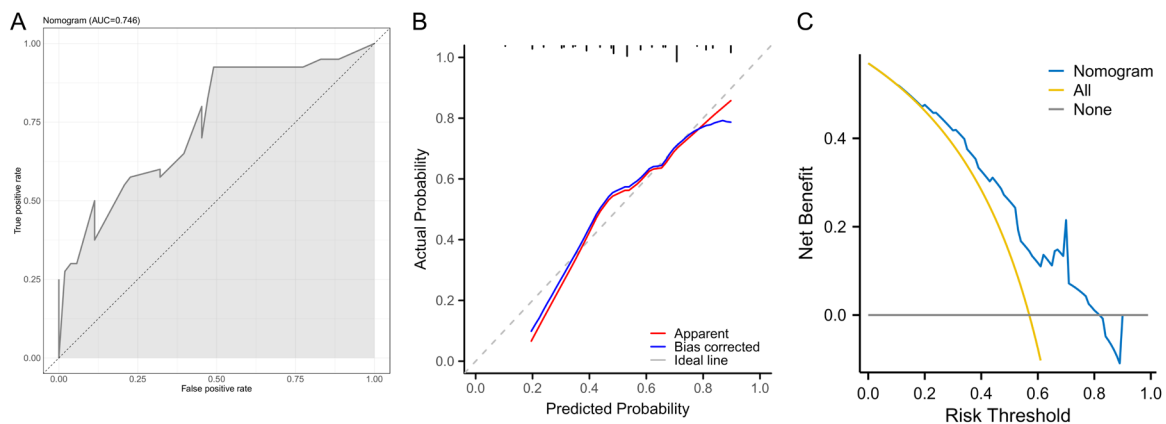 A
Nomogram (AUC=0.746)
1.00
0.75
0.50
0.25
0.00
True positive rate
0.00
0.25
0.50
0.75
1.00
False positive rate
B
1.0
0.8
0.6
0.4
0.2
0.0
Actual Probability
Apparent
Bias corrected
Ideal line
0.0
0.2
0.4
0.6
0.8
1.0
Predicted Probability
C
Nomogram
All
None
0.4
0.2
0.0
Net Benefit
0.0
0.2
0.4
0.6
0.8
1.0
Risk Threshold